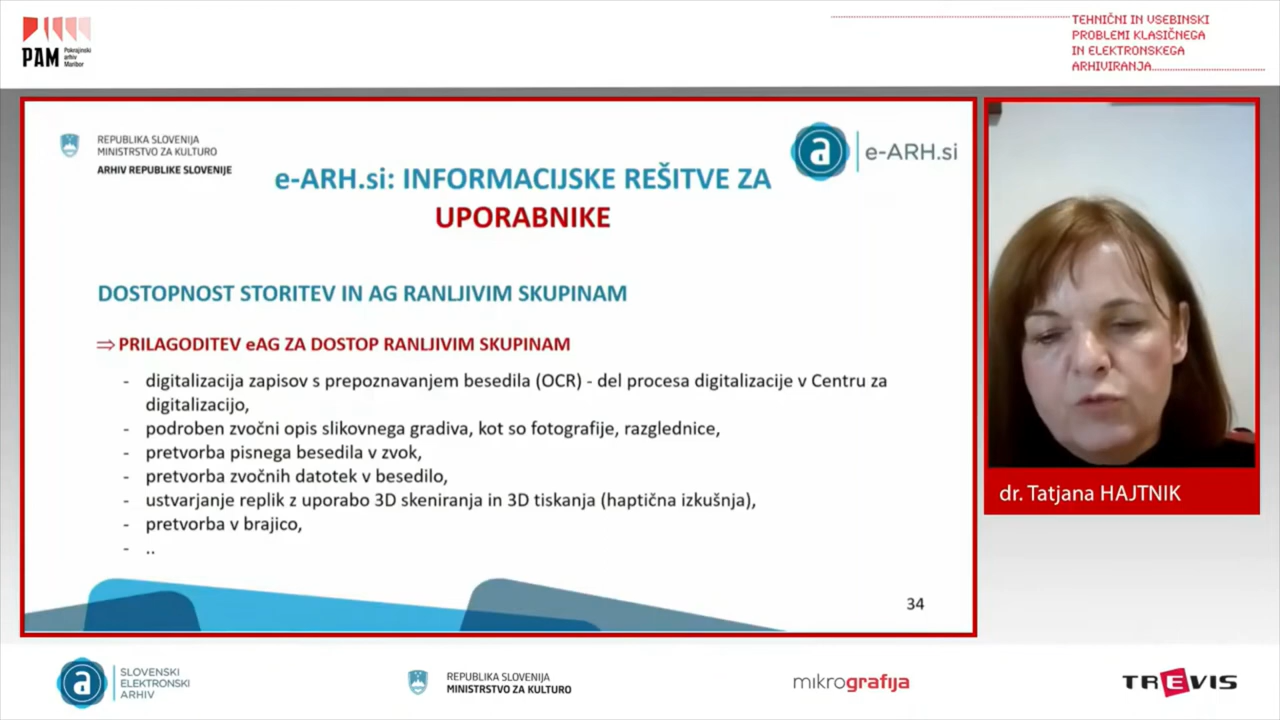 PAM
Pokrajinski
arhiv
Maribor
TEHNIČNI IN VSEBINSKI
PROBLEMI KLASIČNEGA
IN ELEKTRONSKEGA
ARHIVIRANJA
REPUBLIKA SLOVENIJA
MINISTRSTVO ZA KULTURO
ARHIV REPUBLIKE SLOVENIJE
a e-ARH.si
e-ARH.si: INFORMACIJSKE REŠITVE ZA
UPORABNIKE
DOSTOPNOST STORITEV IN AG RANLJIVIM SKUPINAM
⇒ PRILAGODITEV eAG ZA DOSTOP RANLJIVIM SKUPINAM
- digitalizacija zapisov s prepoznavanjem besedila (OCR) - del procesa digitalizacije v Centru za
digitalizacijo,
- podroben zvočni opis slikovnega gradiva, kot so fotografije, razglednice,
- pretvorba pisnega besedila v zvok,
- pretvorba zvočnih datotek v besedilo,
- ustvarjanje replik z uporabo 3D skeniranja in 3D tiskanja (haptična izkušnja),
- pretvorba v brajico,
- ..
34
dr. Tatjana HAJTNIK
a SLOVENSKI
ELEKTRONSKI
ARHIV
REPUBLIKA SLOVENIJA
MINISTRSTVO ZA KULTURO
mikrografija
TREVIS